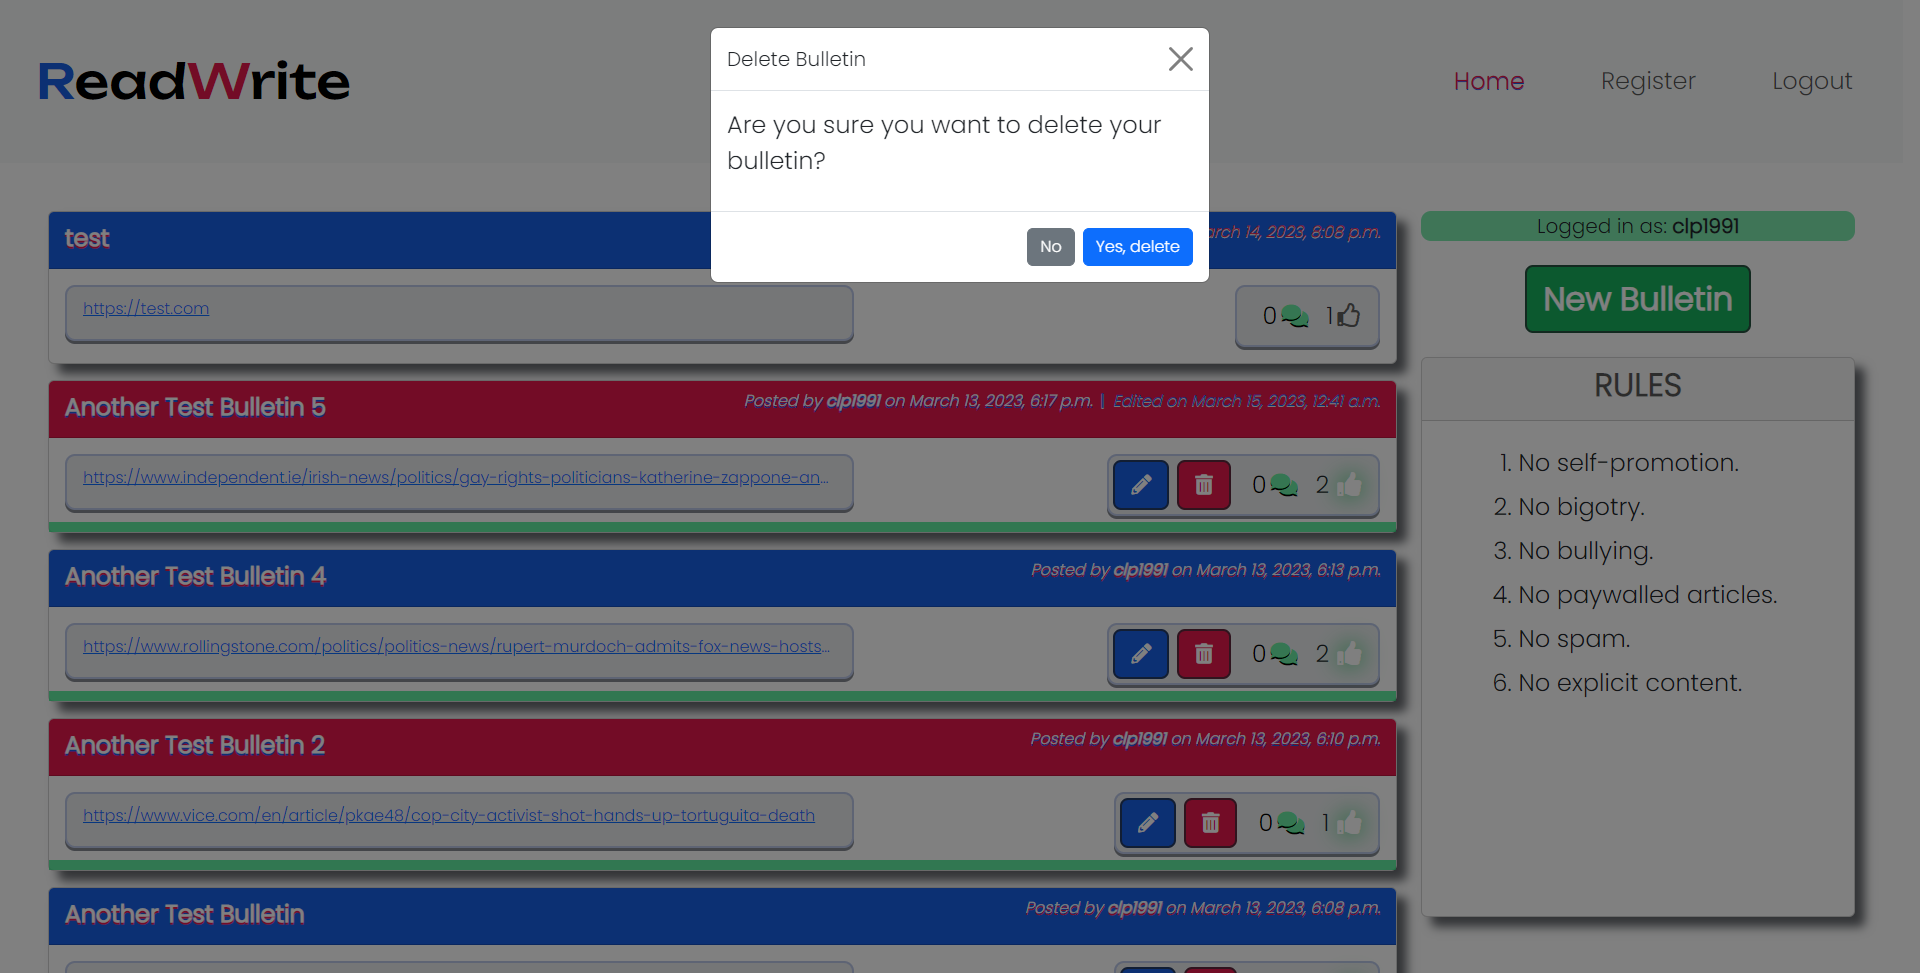 ReadWrite
Home
Register
Logout
Delete Bulletin
Are you sure you want to delete your
bulletin?
No
Yes, delete
test
14, 2023, 8:08 p.m.
https://test.com
0
1
Another Test Bulletin 5
Posted by clp1991 on March 13, 2023, 6:17 p.m. | Edited on March 15, 2023, 12:41 a.m.
https://www.independent.ie/irish-news/politics/gay-rights-politicians-katherine-zappone-an...
0
2
Another Test Bulletin 4
Posted by clp1991 on March 13, 2023, 6:13 p.m.
https://www.rollingstone.com/politics/politics-news/rupert-murdoch-admits-fox-news-hosts...
0
2
Another Test Bulletin 2
Posted by clp1991 on March 13, 2023, 6:10 p.m.
https://www.vice.com/en/article/pkae48/cop-city-activist-shot-hands-up-tortuguita-death
0
1
Another Test Bulletin
Posted by clp1991 on March 13, 2023, 6:08 p.m.
Logged in as: clp1991
New Bulletin
RULES
1. No self-promotion.
2. No bigotry.
3. No bullying.
4. No paywalled articles.
5. No spam.
6. No explicit content.